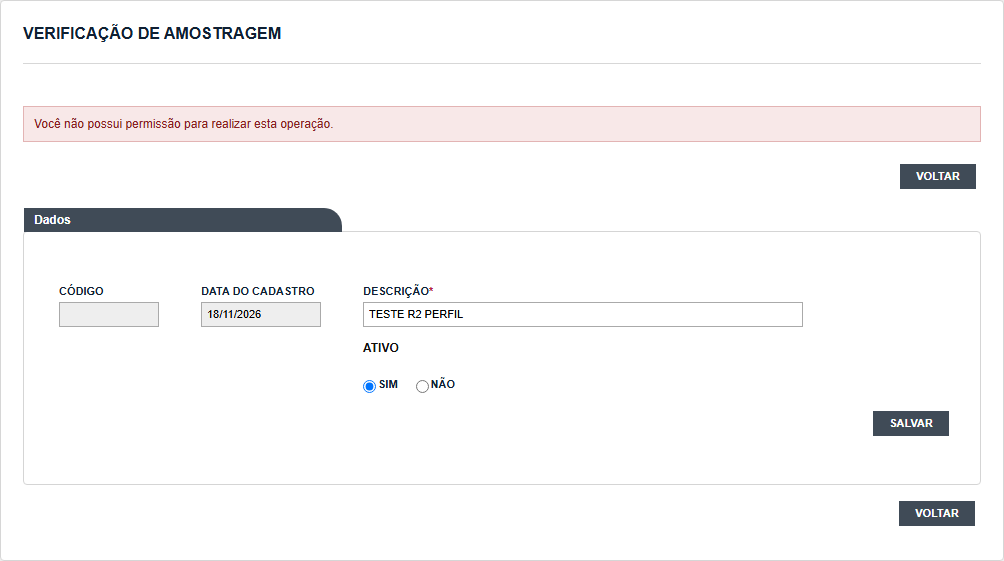 VERIFICAÇÃO DE AMOSTRAGEM
Você não possui permissão para realizar esta operação.
VOLTAR
Dados
CÓDIGO DATA DO CADASTRO DESCRIÇÃO*
18/11/2026 TESTE R2 PERFIL
ATIVO
SIM NÃO
SALVAR
VOLTAR